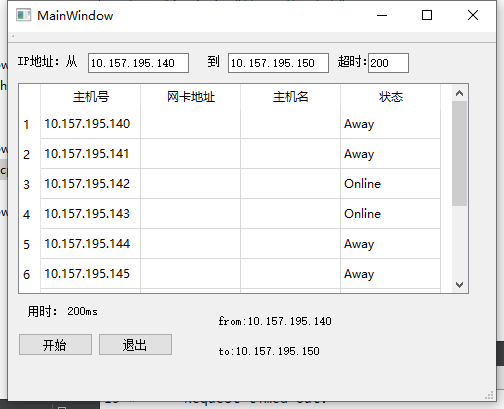 MainWindow
IP地址: 从 10.157.195.140 到 10.157.195.150 超时:200
主机号 网卡地址 主机名 状态
1 10.157.195.140 Away
2 10.157.195.141 Away
3 10.157.195.142 Online
4 10.157.195.143 Online
5 10.157.195.144 Away
6 10.157.195.145 Away
用时: 200ms
from:10.157.195.140
开始 退出
to:10.157.195.150